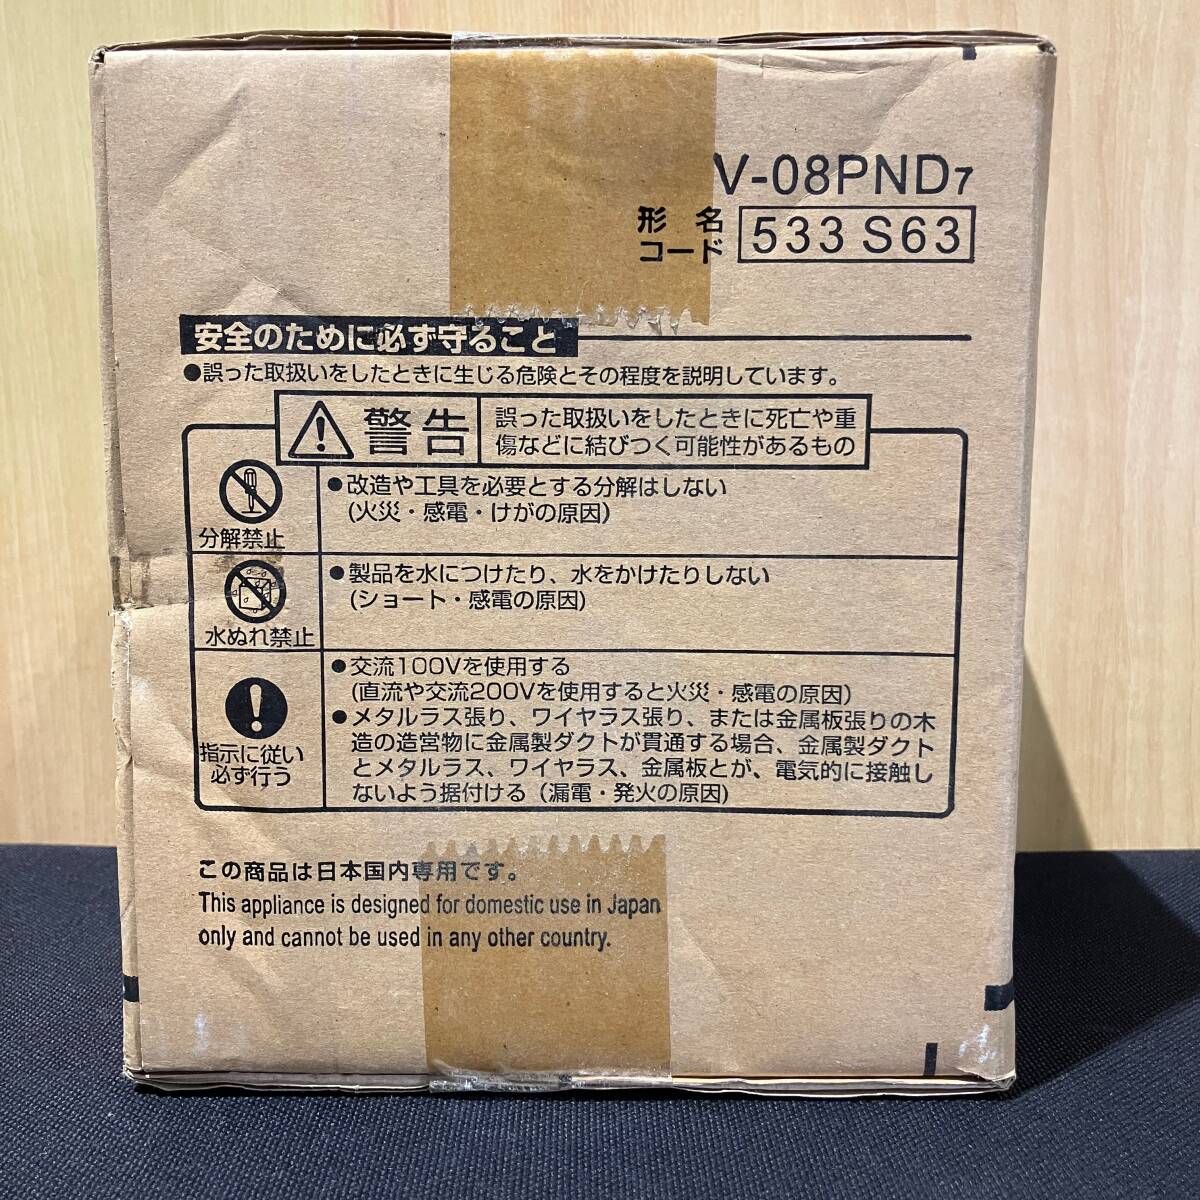 V-08PND7
形名
コード 533 S63
安全のために必ず守ること
●誤った取扱いをしたときに生じる危険とその程度を説明しています。
警告
誤った取扱いをしたときに死亡や重
傷などに結びつく可能性があるもの
分解禁止
●改造や工具を必要とする分解はしない
(火災・感電・けがの原因)
水ぬれ禁止
●製品を水につけたり、水をかけたりしない
(ショート・感電の原因)
指示に従い
必ず行う
●交流100Vを使用する
(直流や交流200Vを使用すると火災・感電の原因)
●メタルラス張り、ワイヤラス張り、または金属板張りの木
造の造営物に金属製ダクトが貫通する場合、金属製ダクト
とメタルラス、ワイヤラス、金属板とが、電気的に接触し
ないよう据付ける（漏電・発火の原因)
この商品は日本国内専用です。
This appliance is designed for domestic use in Japan
only and cannot be used in any other country.